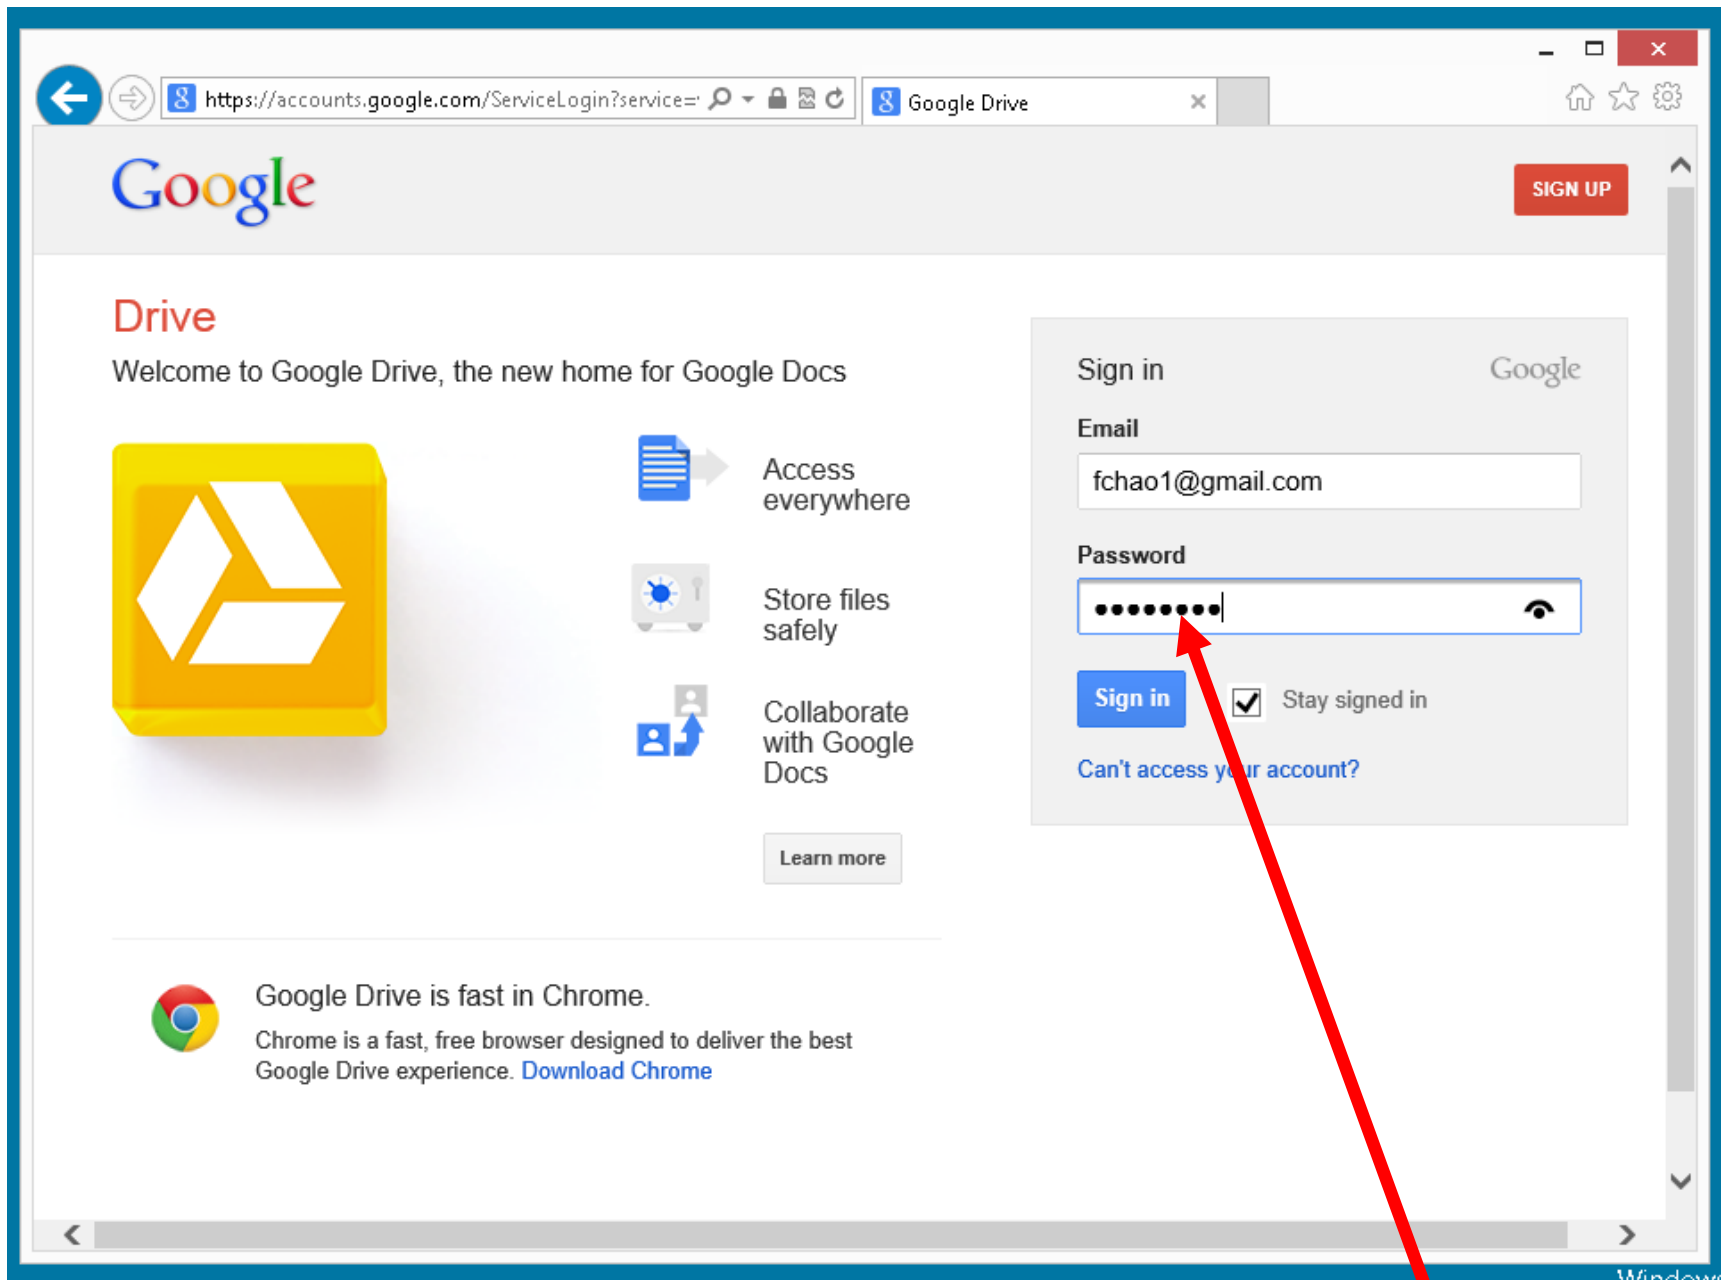 https://accounts.google.com/ServiceLogin?service=
Google Drive
Google
SIGN UP
Drive
Welcome to Google Drive, the new home for Google Docs
Access
everywhere
Store files
safely
Collaborate
with Google
Docs
Learn more
Sign in
Google
Email
fchao1@gmail.com
Password
Sign in
Stay signed in
Can't access your account?
Google Drive is fast in Chrome.
Chrome is a fast, free browser designed to deliver the best
Google Drive experience. Download Chrome